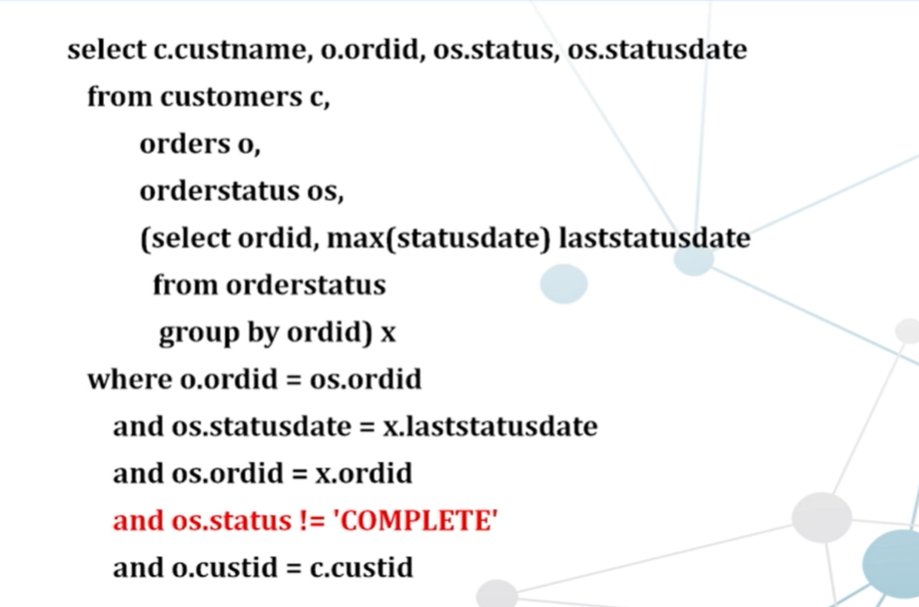 select c.custname, o.ordid, os.status, os.statusdate
from customers c,
orders o,
orderstatus os,
(select ordid, max(statusdate) laststatusdate
from orderstatus
group by ordid) x
where o.ordid = os.ordid
and os.statusdate = x.laststatusdate
and os.ordid = x.ordid
and os.status != 'COMPLETE'
and o.custid = c.custid